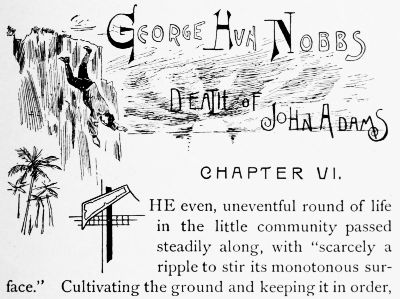 GEORGE HUN NOBBS
DEATH OF
JOHN ADAMS
CHAPTER VI.
THE even, uneventful round of life
in the little community passed
steadily along, with "scarcely a
ripple to stir its monotonous sur-
face." Cultivating the ground and keeping it in order,